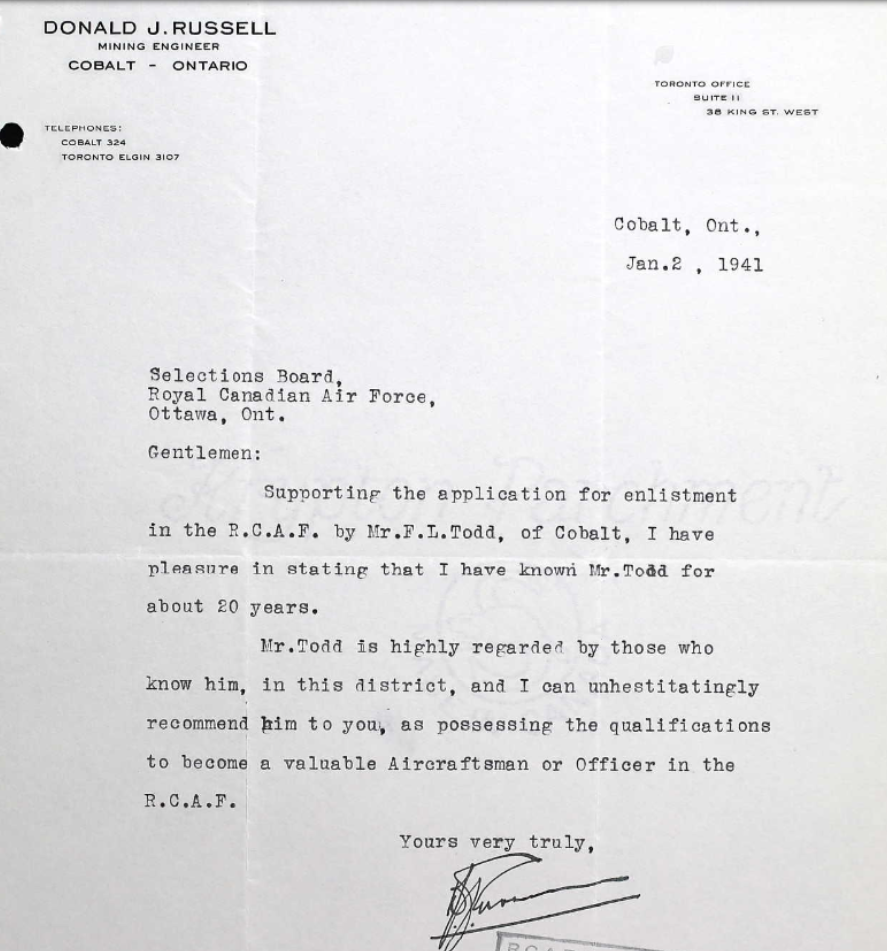 DONALD J. RUSSELL
MINING ENGINEER
COBALT - ONTARIO
TORONTO OFFICE
SUITE 11
38 KING ST. WEST
TELEPHONES:
COBALT 324
TORONTO ELGIN 3107
Cobalt, Ont.,
Jan.2 , 1941
Selections Board,
Royal Canadian Air Force,
Ottawa, Ont.
Gentlemen:
Supporting the application for enlistment
in the R.C.A.F. by Mr.F.L.Todd, of Cobalt, I have
pleasure in stating that I have known Mr.Todd for
about 20 years.
Mr.Todd is highly regarded by those who
know him, in this district, and I can unhestitatingly
recommend him to you, as possessing the qualifications
to become a valuable Aircraftsman or Officer in the
R.C.A.F.
Yours very truly,